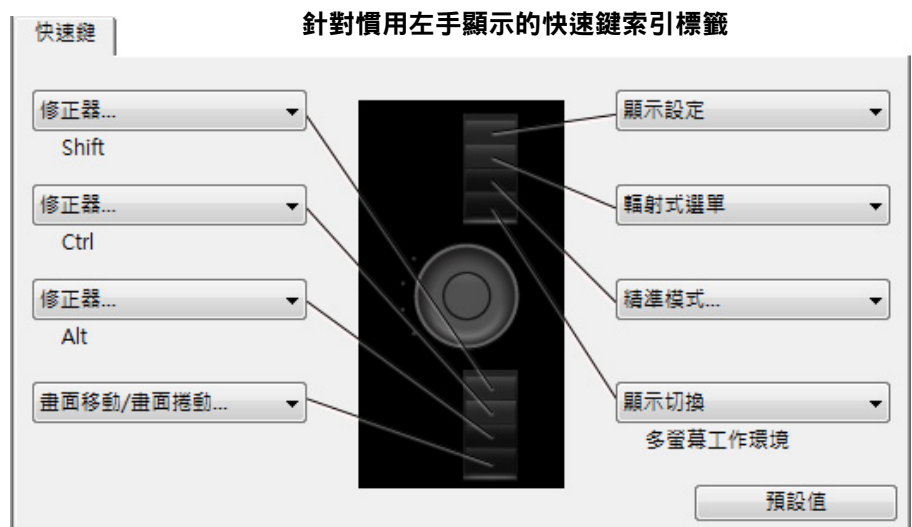 針對慣用左手顯示的快速鍵索引標籤
快速鍵
修正器...
Shift
修正器...
Ctrl
修正器...
Alt
畫面移動/畫面捲動...
顯示設定
輻射式選單
精準模式...
顯示切換
多螢幕工作環境
預設值